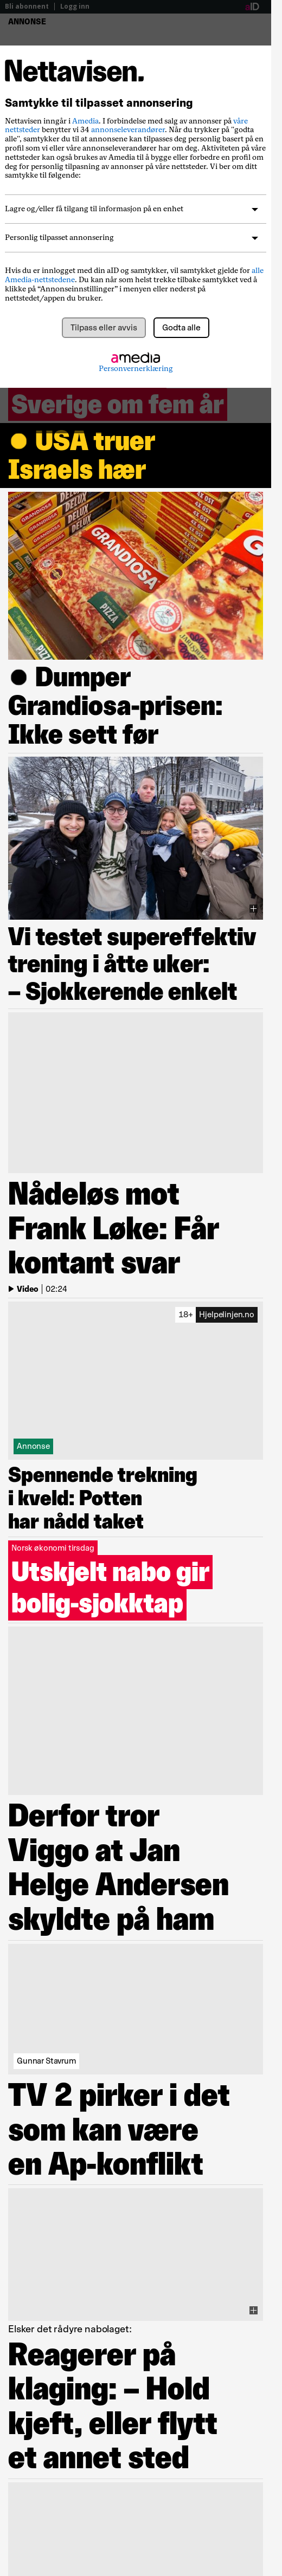 Bli abonnent | Logg inn
aID
ANNONSE
Nettavisen.
Samtykke til tilpasset annonsering
Nettavisen inngår i Amedia. I forbindelse med salg av annonser på våre
nettsteder benytter vi 34 annonseleverandører. Når du trykker på "godta
alle", samtykker du til at annonsene kan tilpasses deg personlig basert på en
profil som vi eller våre annonseleverandører har om deg. Aktiviteten på våre
nettsteder kan også brukes av Amedia til å bygge eller forbedre en profil om
deg for personlig tilpasning av annonser på våre nettsteder. Vi ber om ditt
samtykke til følgende:
Lagre og/eller få tilgang til informasjon på en enhet
Personlig tilpasset annonsering
Hvis du er innlogget med din aID og samtykker, vil samtykket gjelde for alle
Amedia-nettstedene. Du kan når som helst trekke tilbake samtykket ved å
klikke på “Annonseinnstillinger” i menyen eller nederst på
nettstedet/appen du bruker.
Tilpass eller avvis
Godta alle
amedia
Personvernerklæring
Sverige om fem år
USA truer
Israels hær
GRANDIOSA
PIZZA
GRANDIOSA
Dumper
Grandiosa-prisen:
Ikke sett før
Vi testet supereffektiv
trening i åtte uker:
– Sjokkerende enkelt
Nådeløs mot
Frank Løke: Får
kontant svar
Video | 02:24
18+ Hjelpelinjen.no
Annonse
Spennende trekning
i kveld: Potten
har nådd taket
Norsk økonomi tirsdag
Utskjelt nabo gir
bolig-sjokktap
Derfor tror
Viggo at Jan
Helge Andersen
skyldte på ham
Gunnar Stavrum
TV 2 pirker i det
som kan være
en Ap-konflikt
Elsker det rådyre nabolaget:
Reagerer på
klaging: – Hold
kjeft, eller flytt
et annet sted